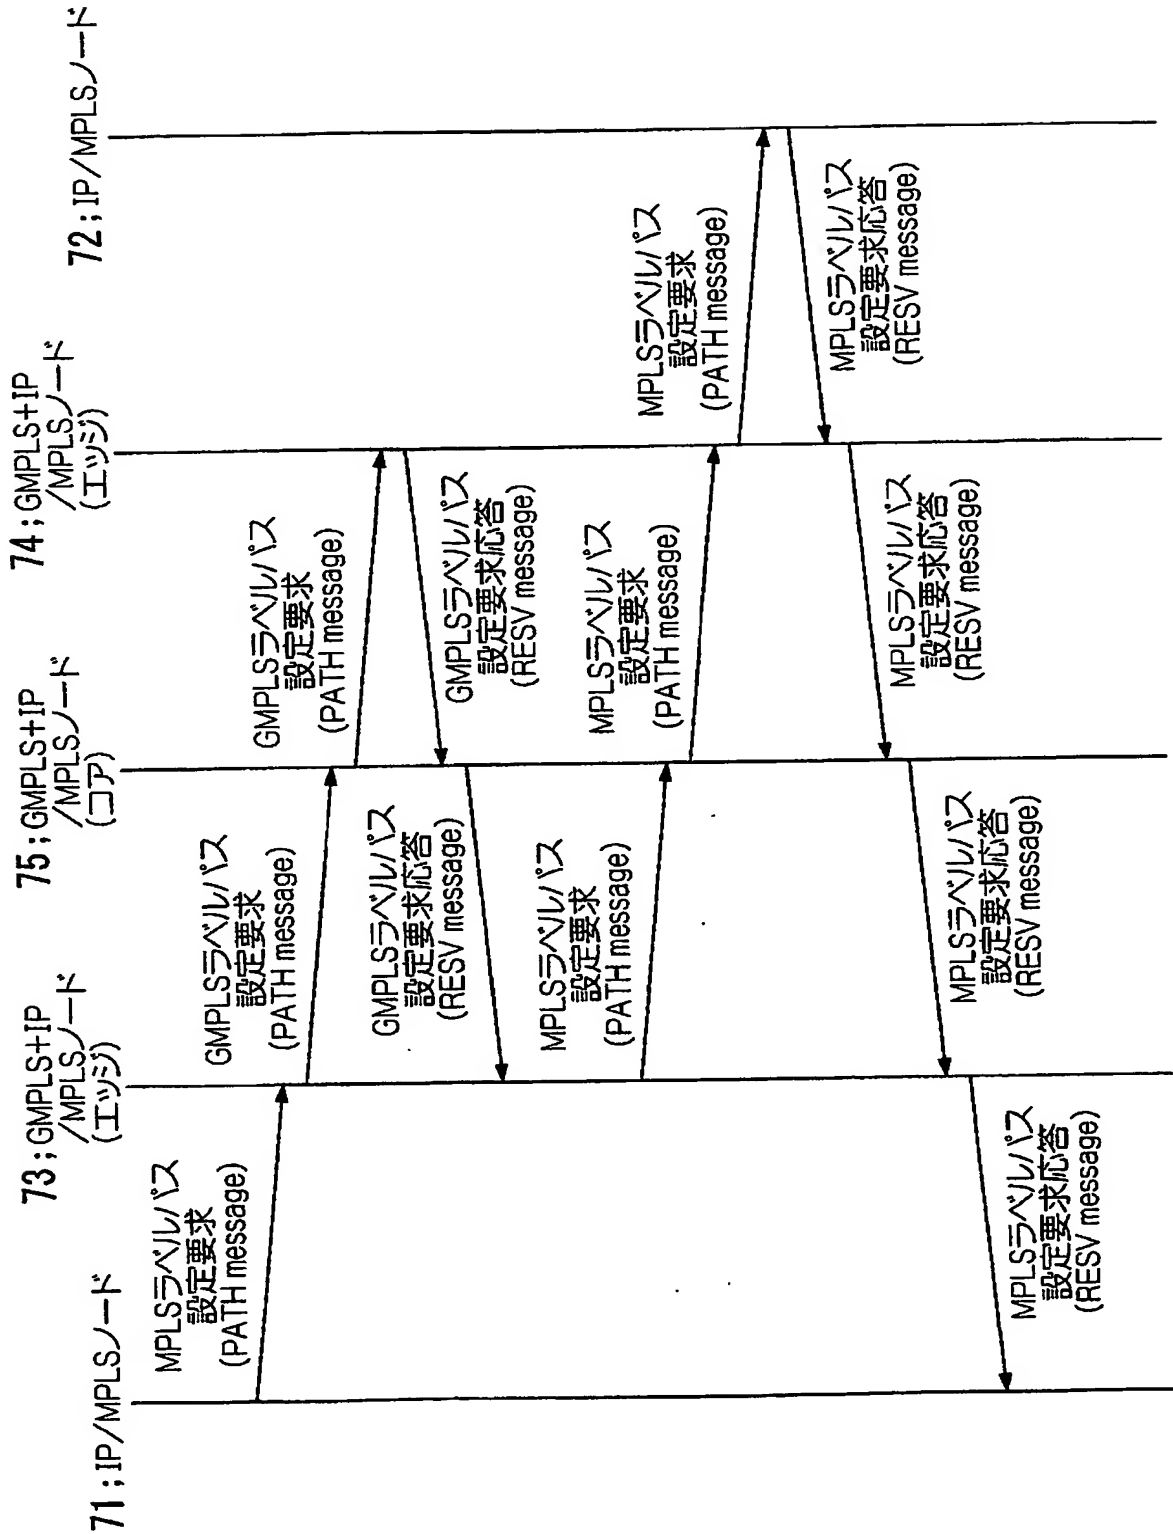 71;IP/MPLSノード
73;GMPLS+IP
/MPLSノード
(エッジ)
75;GMPLS+IP
/MPLSノード
(コア)
74;GMPLS+IP
/MPLSノード
(エッジ)
72;IP/MPLSノード
MPLSラベルパス
設定要求
(PATH message)
GMPLSラベルパス
設定要求
(PATH message)
GMPLSラベルパス
設定要求
(PATH message)
GMPLSラベルパス
設定要求応答
(RESV message)
GMPLSラベルパス
設定要求応答
(RESV message)
MPLSラベルパス
設定要求
(PATH message)
MPLSラベルパス
設定要求
(PATH message)
MPLSラベルパス
設定要求
(PATH message)
MPLSラベルパス
設定要求応答
(RESV message)
MPLSラベルパス
設定要求応答
(RESV message)
MPLSラベルパス
設定要求応答
(RESV message)
MPLSラベルパス
設定要求応答
(RESV message)